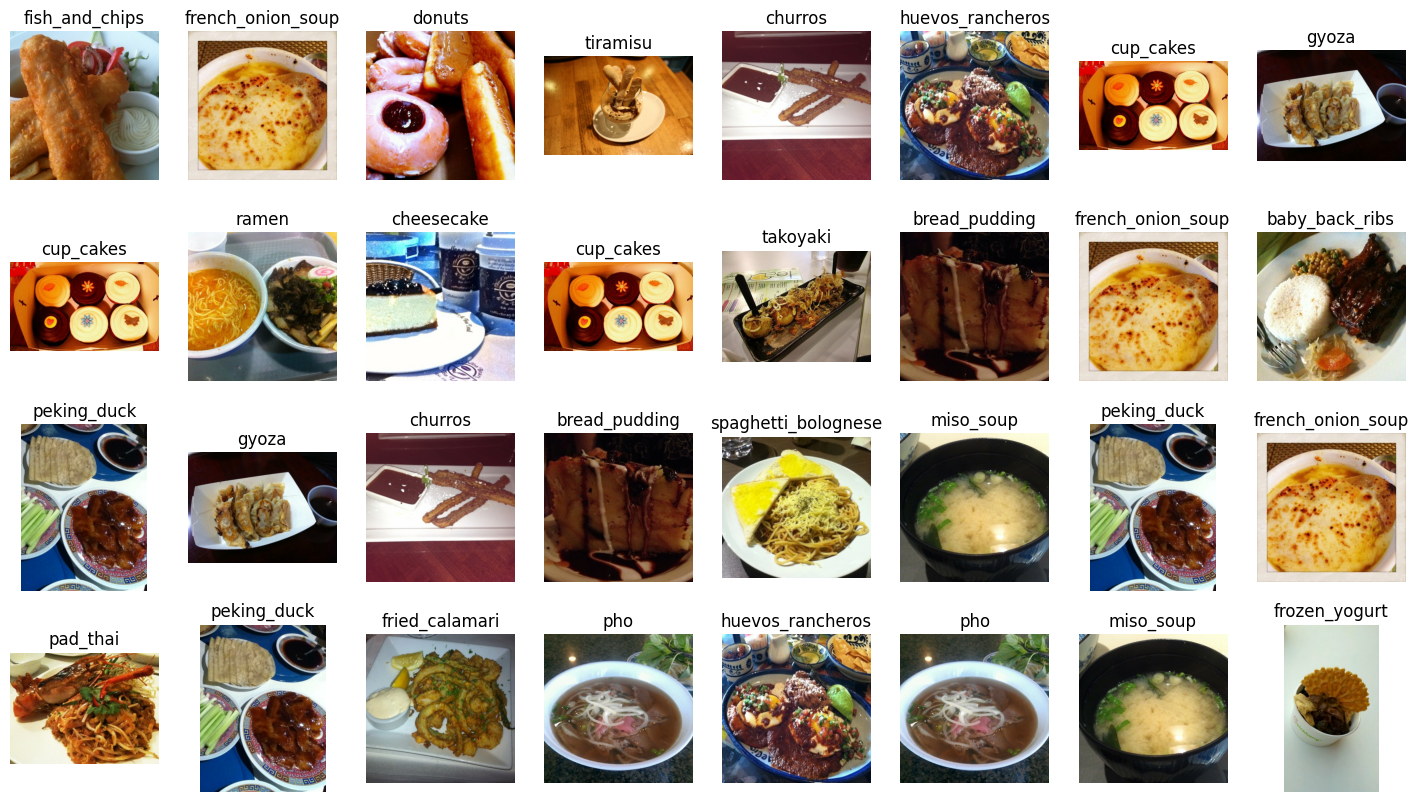 fish_and_chips
french_onion_soup
donuts
tiramisu
churros
huevos_rancheros
cup_cakes
gyoza
cup_cakes
ramen
cheesecake
cup_cakes
takoyaki
bread_pudding
french_onion_soup
baby_back_ribs
peking_duck
gyoza
churros
bread_pudding
spaghetti_bolognese
miso_soup
peking_duck
french_onion_soup
pad_thai
peking_duck
fried_calamari
pho
huevos_rancheros
pho
miso_soup
frozen_yogurt